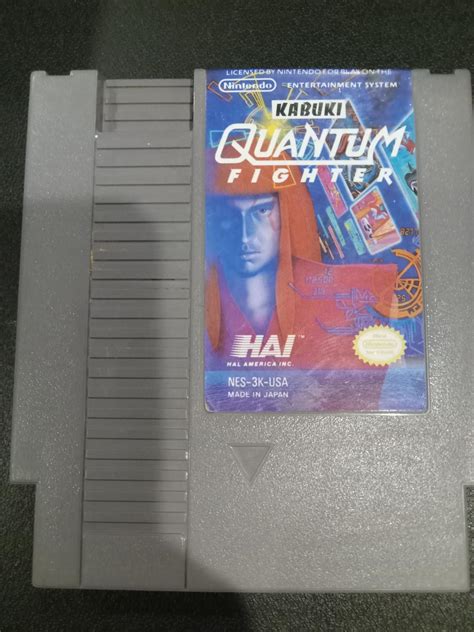 LICENSED BY NINTENDO FOR PLAY ON THE
Nintendo ENTERTAINMENT SYSTEM
KABUKI
QUANTUM
FIGHTER
HAL
HAL AMERICA INC.
NES-3K-USA
MADE IN JAPAN